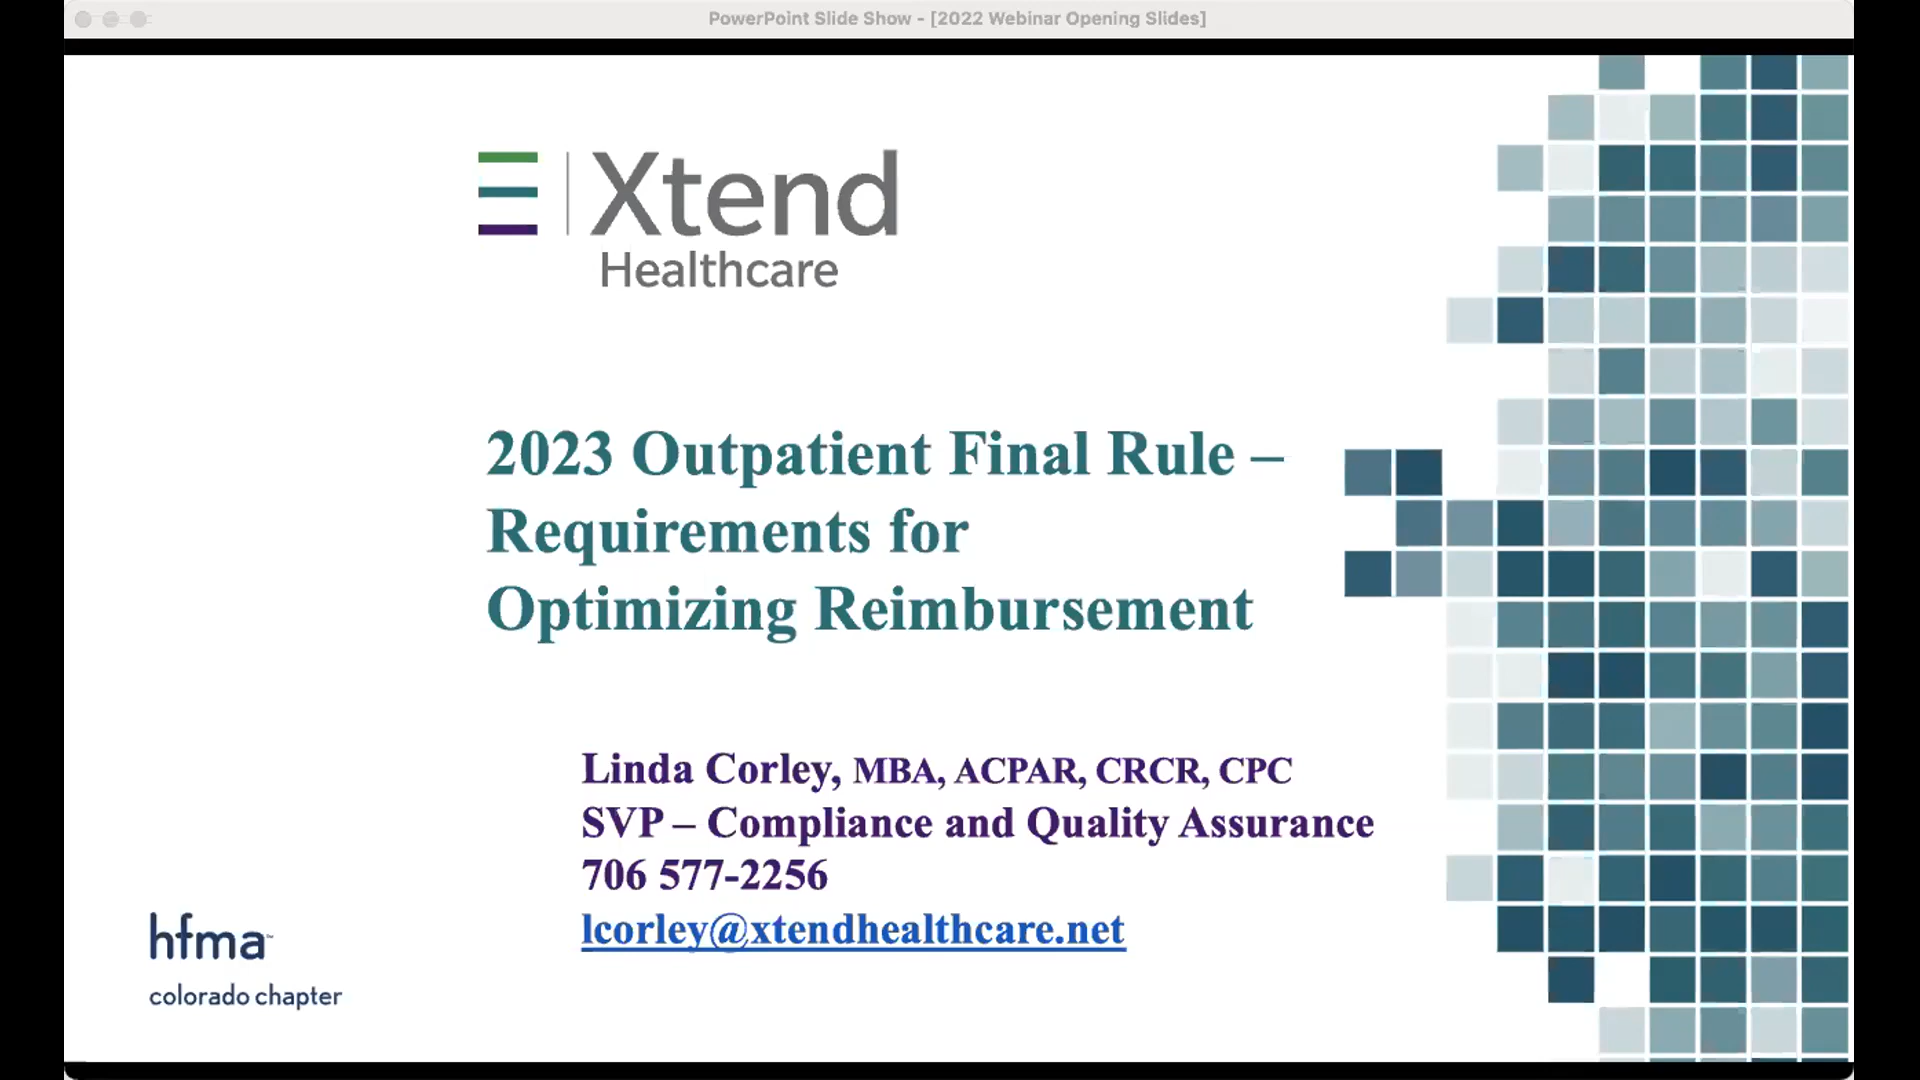 PowerPoint Slide Show - [2022 Webinar Opening Slides]
Xtend
Healthcare
2023 Outpatient Final Rule –
Requirements for
Optimizing Reimbursement
Linda Corley, MBA, ACPAR, CRCR, CPC
SVP – Compliance and Quality Assurance
706 577-2256
lcorley@xtendhealthcare.net
hfma™
colorado chapter